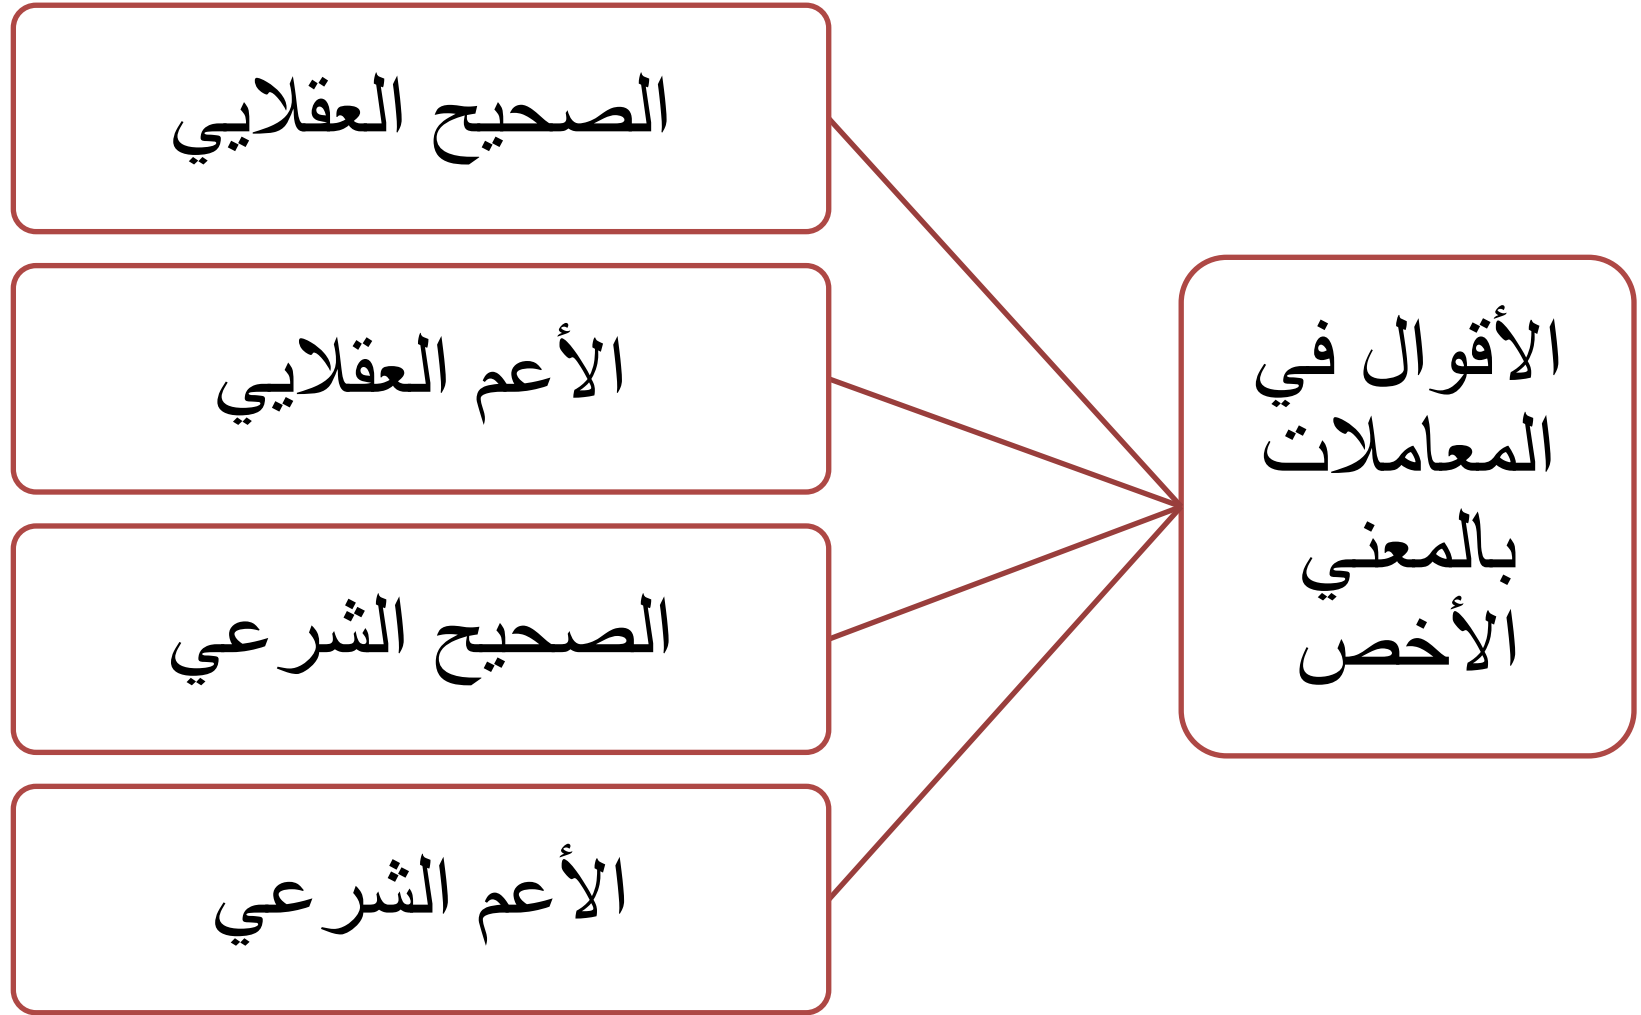 الأقوال في
المعاملات
بالمعني
الأخص
الصحيح العقلايي
الأعم العقلايي
الصحيح الشرعي
الأعم الشرعي